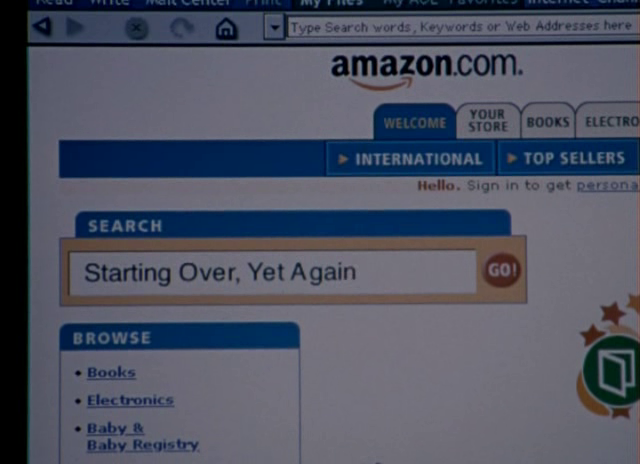 Read Write Mail Center Print My Files My AOL Favorites Internet
Type Search words, Keywords or Web Addresses here
amazon.com.
WELCOME
YOUR STORE
BOOKS
ELECTRO
INTERNATIONAL
TOP SELLERS
Hello. Sign in to get persona
SEARCH
Starting Over, Yet Again
GO!
BROWSE
• Books
• Electronics
• Baby &
Baby Registry